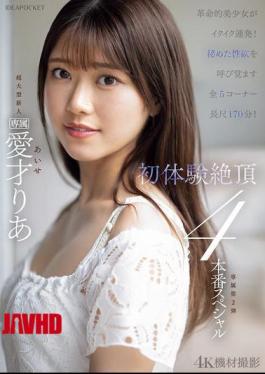 IDEAPOCKET
革命的美少女が
イクイク連発！
秘めた性欲を
呼び覚ます
全5コーナー
長尺170分！
超大型新人
専属
愛才りあ
あいせ
初体験絶頂
4
本番スペシャル
専属第2弾
JAVHD
4K機材撮影